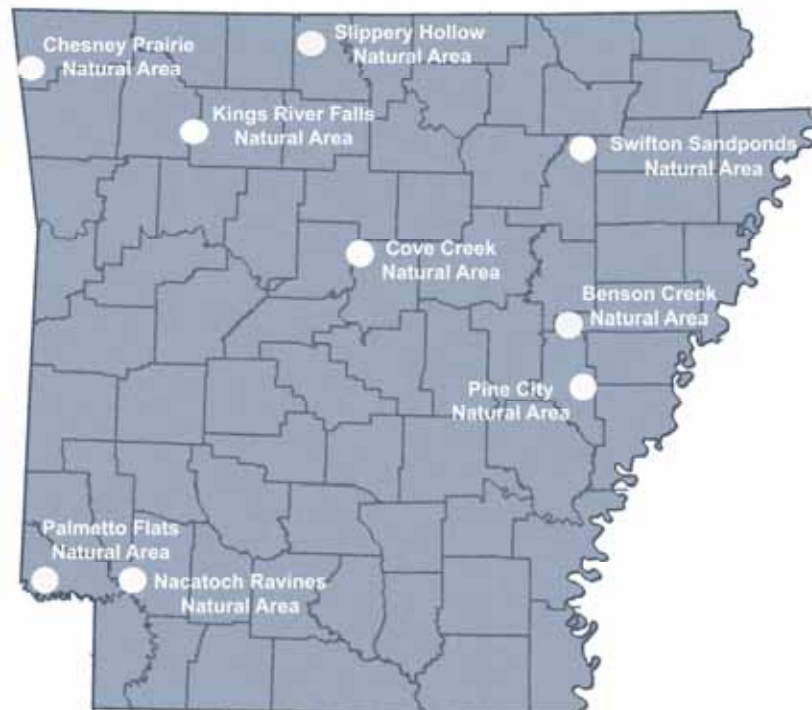 Chesney Prairie
Natural Area
Slippery Hollow
Natural Area
Kings River Falls
Natural Area
Swifton Sandponds
Natural Area
Cove Creek
Natural Area
Benson Creek
Natural Area
Pine City
Natural Area
Palmetto Flats
Natural Area
Nacatoch Ravines
Natural Area